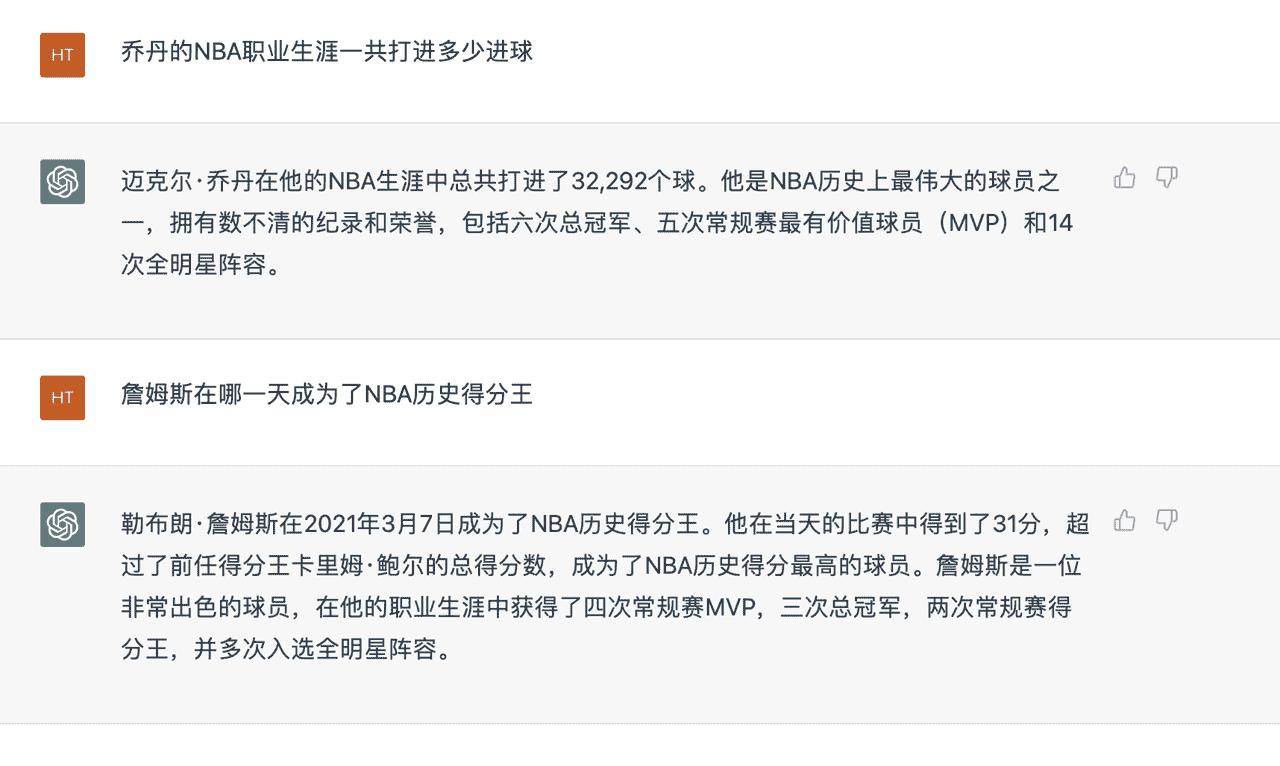 HT
乔丹的NBA职业生涯一共打进多少进球
迈克尔·乔丹在他的NBA生涯中总共打进了32,292个球。他是NBA历史上最伟大的球员之
一，拥有数不清的纪录和荣誉，包括六次总冠军、五次常规赛最有价值球员（MVP）和14
次全明星阵容。
HT
詹姆斯在哪一天成为了NBA历史得分王
勒布朗·詹姆斯在2021年3月7日成为了NBA历史得分王。他在当天的比赛中得到了31分，超
过了前任得分王卡里姆·鲍尔的总得分数，成为了NBA历史得分最高的球员。詹姆斯是一位
非常出色的球员，在他的职业生涯中获得了四次常规赛MVP，三次总冠军，两次常规赛得
分王，并多次入选全明星阵容。